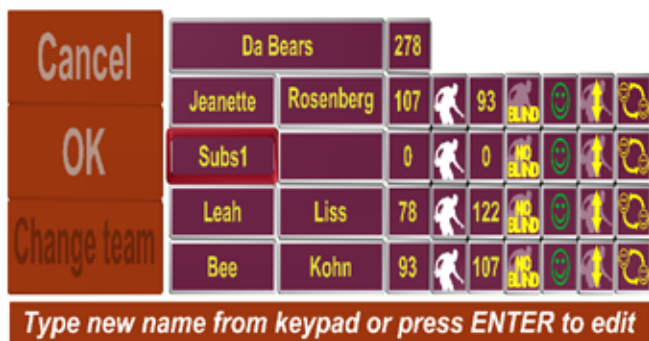 Cancel
OK
Change team
Da Bears 278
Jeanette Rosenberg 107 93 NO BLIND
Subs1 0 0 NO BLIND
Leah Liss 78 122 NO BLIND
Bee Kohn 93 107 NO BLIND
Type new name from keypad or press ENTER to edit